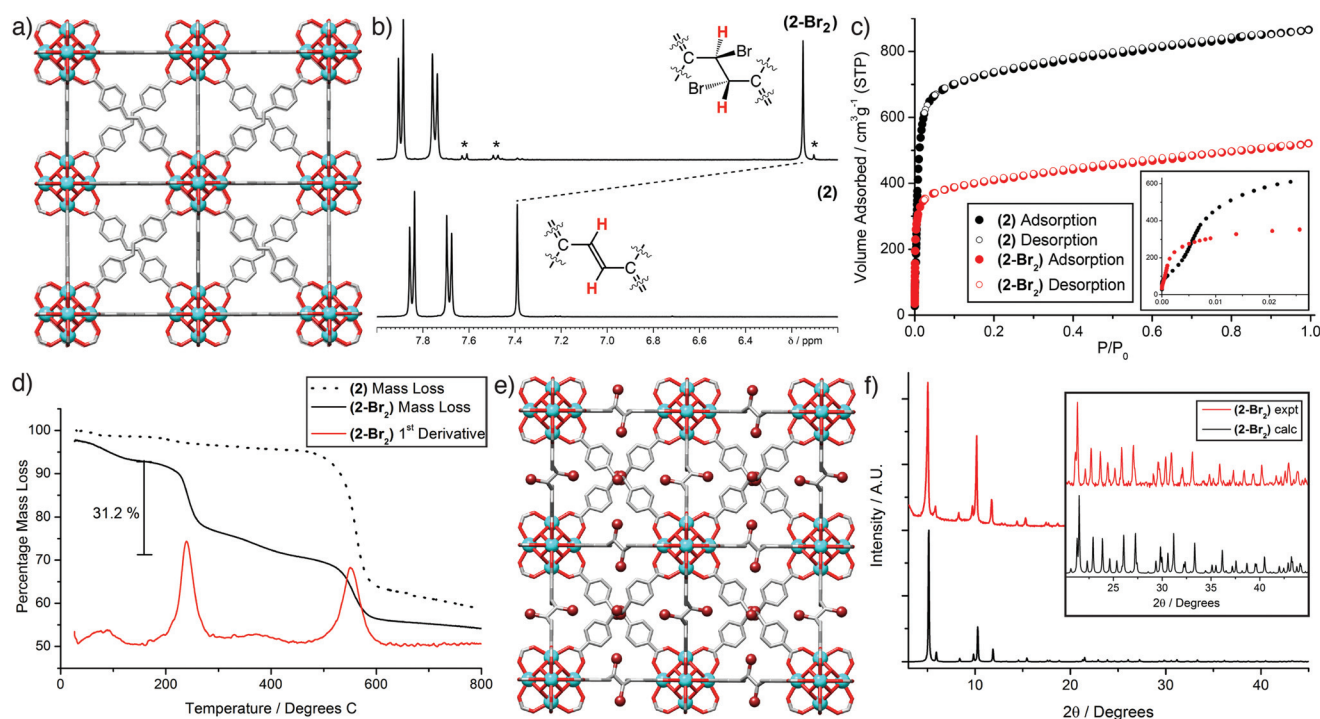 a)
b)
(2-Br2)
H
Br
C
C
Br
H
* * *
(2)
H
C
C
H
7.8 7.6 7.4 7.2 7.0 6.8 6.6 6.4 δ / ppm
c)
Volume Adsorbed / cm3g-1 (STP)
800
600
400
200
0
(2) Adsorption
(2) Desorption
(2-Br2) Adsorption
(2-Br2) Desorption
600
400
200
0
0.00 0.01 0.02
0.0 0.2 0.4 0.6 0.8 1.0
P/P0
d)
(2) Mass Loss
(2-Br2) Mass Loss
(2-Br2) 1st Derivative
Percentage Mass Loss
100
90
80
70
60
50
31.2 %
0 200 400 600 800
Temperature / Degrees C
e)
f)
Intensity / A.U.
(2-Br2) expt
(2-Br2) calc
25 30 35 40
2θ / Degrees
10 20 30 40
2θ / Degrees